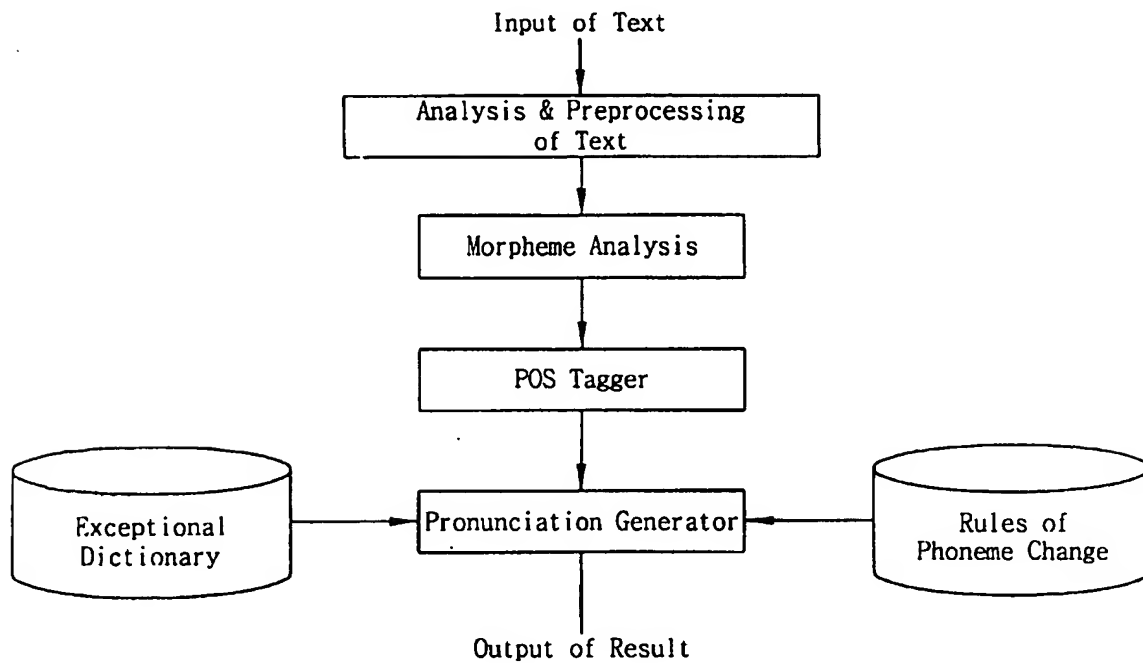 Input of Text
Analysis & Preprocessing
of Text
Morpheme Analysis
POS Tagger
Exceptional
Dictionary
Pronunciation Generator
Rules of
Phoneme Change
Output of Result